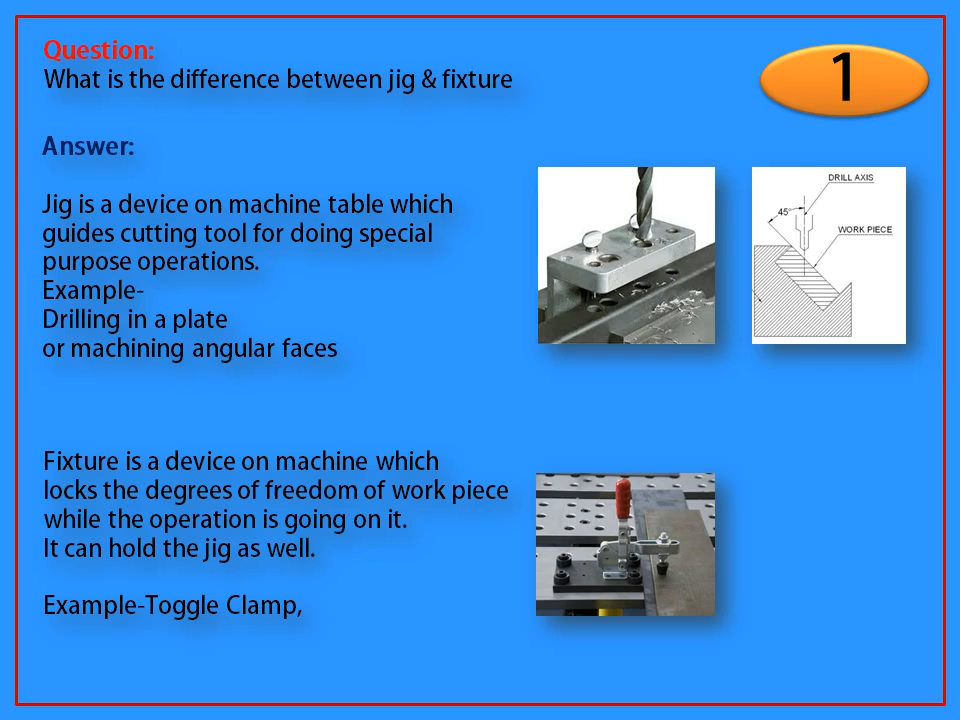 Question:
What is the difference between jig & fixture
1
Answer:
Jig is a device on machine table which
guides cutting tool for doing special
purpose operations.
Example-
Drilling in a plate
or machining angular faces
DRILL AXIS
45°
WORK PIECE
Fixture is a device on machine which
locks the degrees of freedom of work piece
while the operation is going on it.
It can hold the jig as well.
Example-Toggle Clamp,